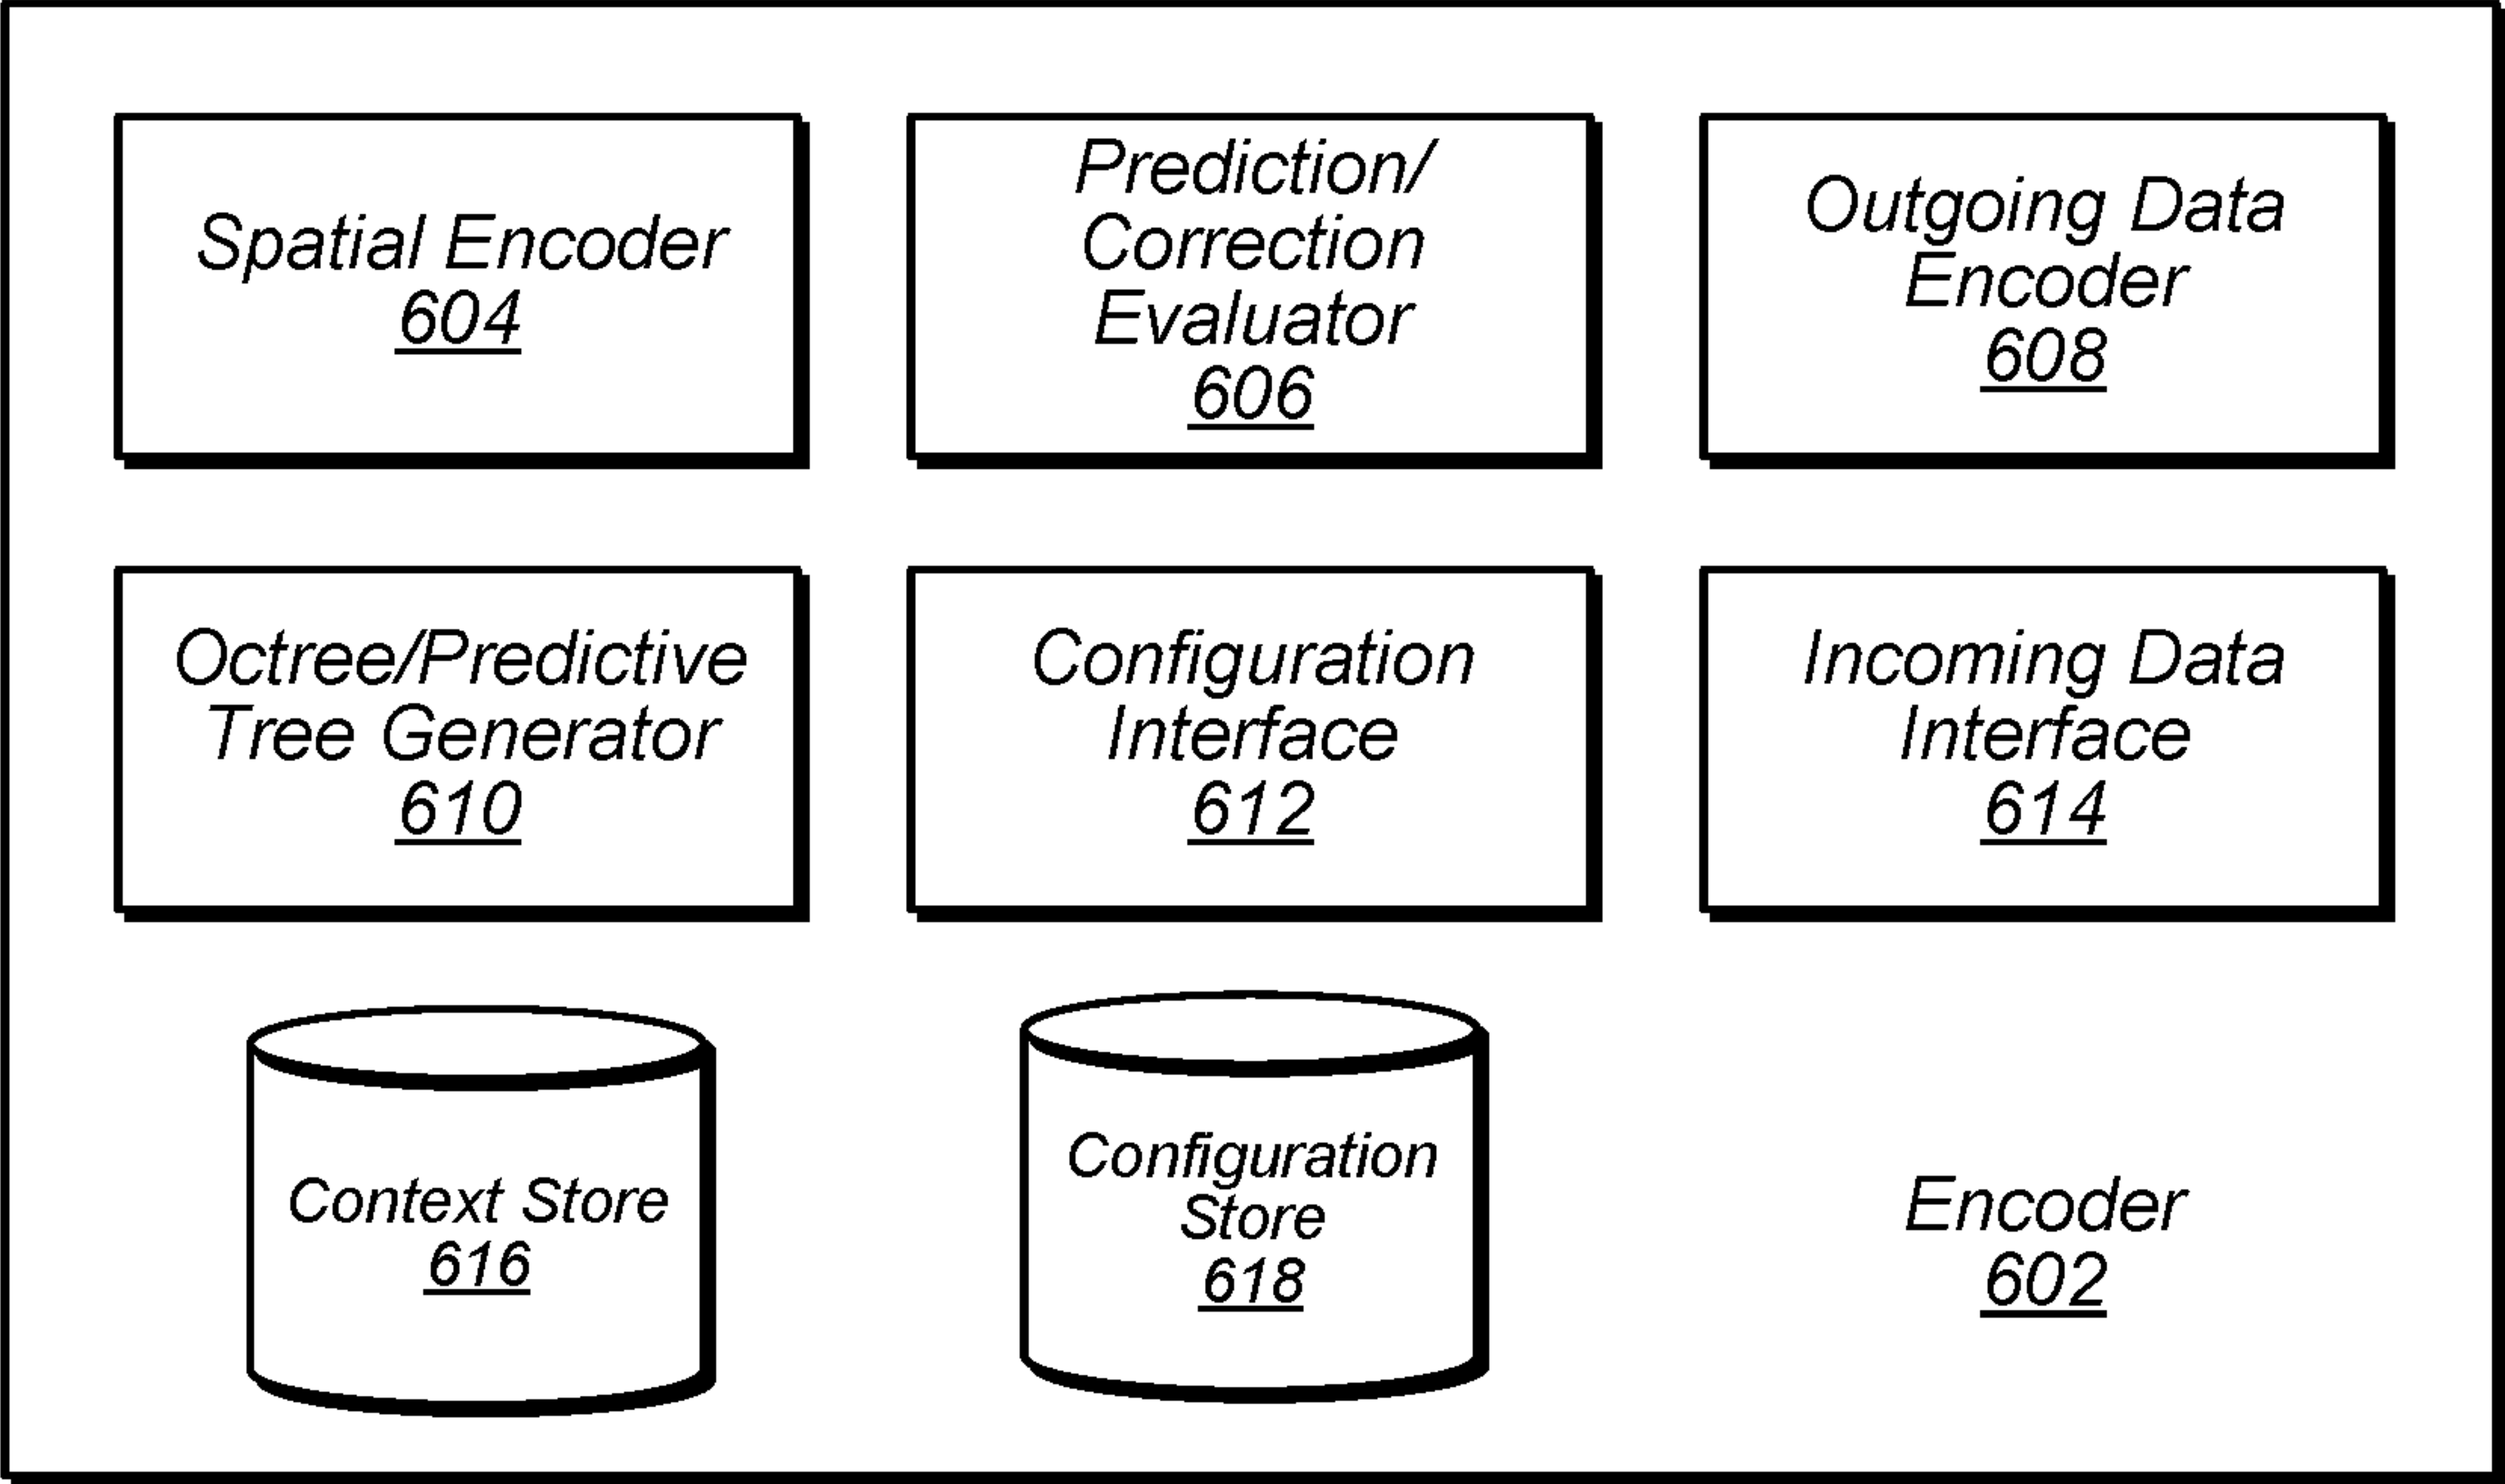 Spatial Encoder
604
Prediction/
Correction
Evaluator
606
Outgoing Data
Encoder
608
Octree/Predictive
Tree Generator
610
Configuration
Interface
612
Incoming Data
Interface
614
Context Store
616
Configuration
Store
618
Encoder
602